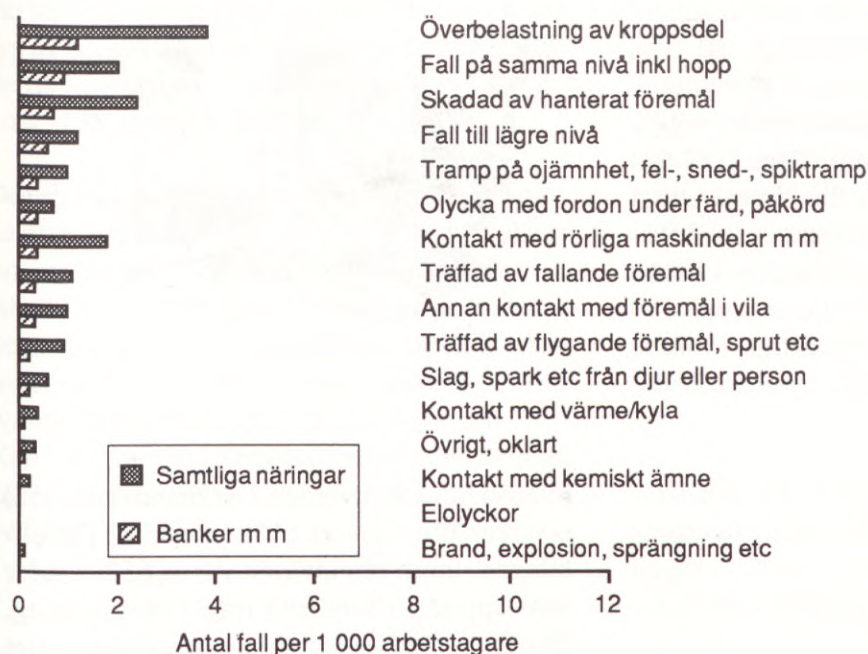 Överbelastning av kroppsdel
Fall på samma nivå inkl hopp
Skadad av hanterat föremål
Fall till lägre nivå
Tramp på ojämnhet, fel-, sned-, spiktramp
Olycka med fordon under färd, påkörd
Kontakt med rörliga maskindelar m m
Träffad av fallande föremål
Annan kontakt med föremål i vila
Träffad av flygande föremål, sprut etc
Slag, spark etc från djur eller person
Kontakt med värme/kyla
Övrigt, oklart
Kontakt med kemiskt ämne
Elolyckor
Brand, explosion, sprängning etc
Samtliga näringar
Banker m m
0 2 4 6 8 10 12
Antal fall per 1 000 arbetstagare